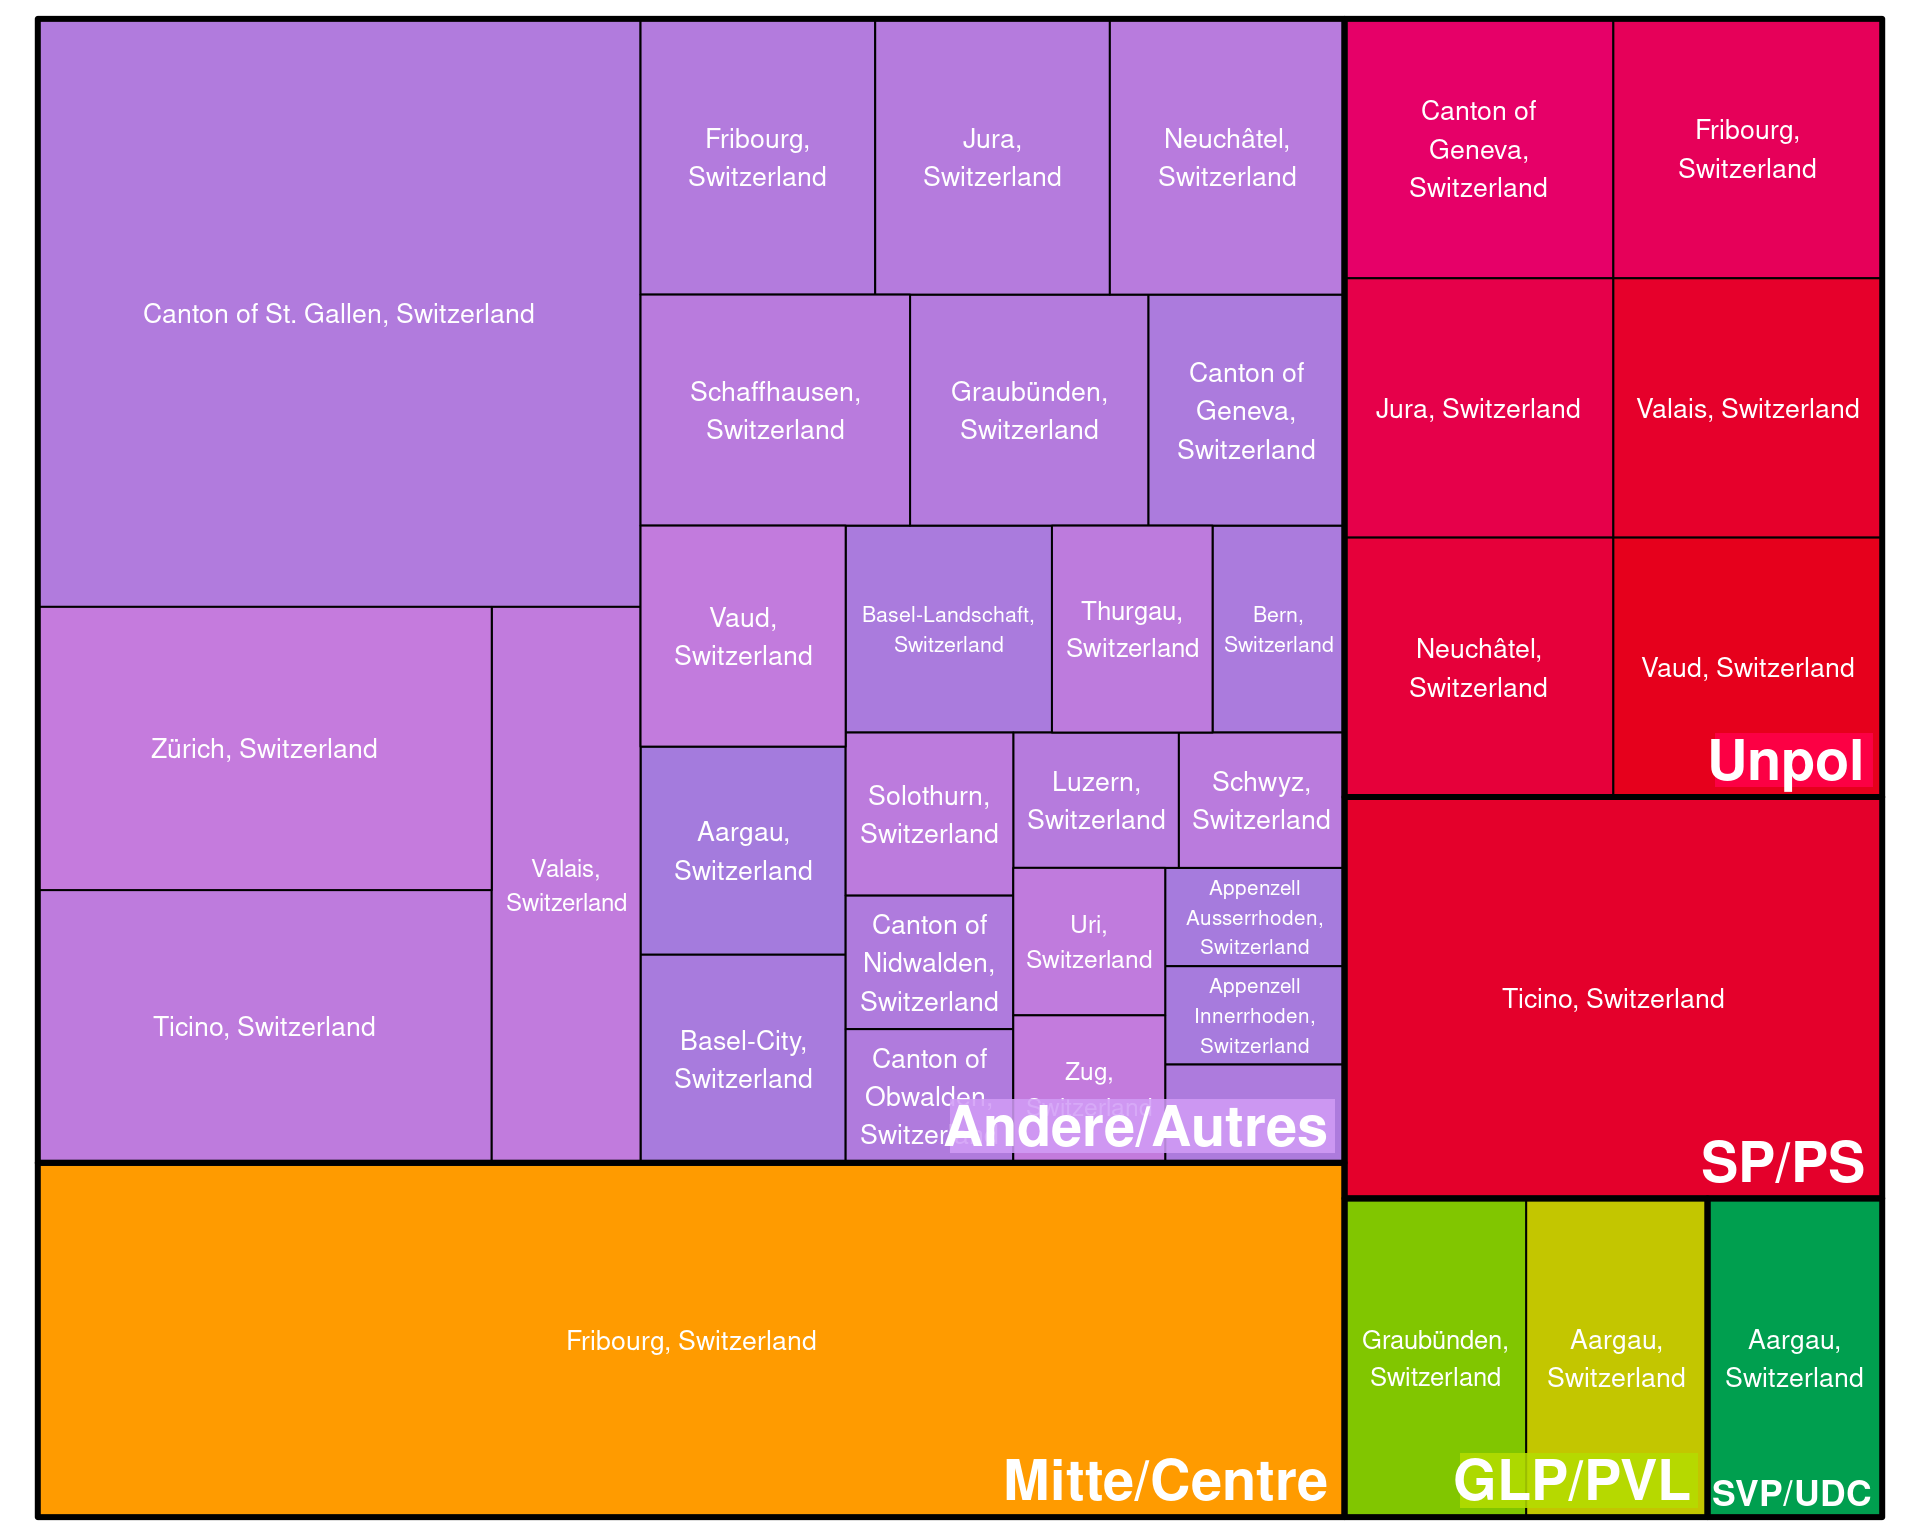 Canton of St. Gallen, Switzerland
Fribourg,
Switzerland
Jura,
Switzerland
Neuchâtel,
Switzerland
Schaffhausen,
Switzerland
Graubünden,
Switzerland
Canton of
Geneva,
Switzerland
Zürich, Switzerland
Ticino, Switzerland
Valais,
Switzerland
Vaud,
Switzerland
Basel-Landschaft,
Switzerland
Thurgau,
Switzerland
Bern,
Switzerland
Aargau,
Switzerland
Basel-City,
Switzerland
Solothurn,
Switzerland
Luzern,
Switzerland
Schwyz,
Switzerland
Canton of
Nidwalden,
Switzerland
Canton of
Obwalden,
Switzerland
Uri,
Switzerland
Zug,
Switzerland
Appenzell
Ausserrhoden,
Switzerland
Appenzell
Innerrhoden,
Switzerland
Andere/Autres
Fribourg, Switzerland
Mitte/Centre
Canton of
Geneva,
Switzerland
Fribourg,
Switzerland
Jura, Switzerland
Valais, Switzerland
Neuchâtel,
Switzerland
Vaud, Switzerland
Unpol
Ticino, Switzerland
SP/PS
Graubünden,
Switzerland
Aargau,
Switzerland
GLP/PVL
Aargau,
Switzerland
SVP/UDC